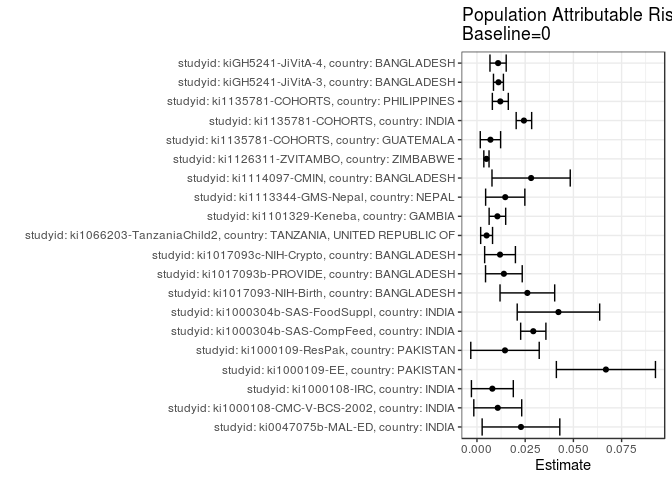 Population Attributable Ris
Baseline=0
studyid: kiGH5241-JiVitA-4, country: BANGLADESH
studyid: kiGH5241-JiVitA-3, country: BANGLADESH
studyid: ki1135781-COHORTS, country: PHILIPPINES
studyid: ki1135781-COHORTS, country: INDIA
studyid: ki1135781-COHORTS, country: GUATEMALA
studyid: ki1126311-ZVITAMBO, country: ZIMBABWE
studyid: ki1114097-CMIN, country: BANGLADESH
studyid: ki1113344-GMS-Nepal, country: NEPAL
studyid: ki1101329-Keneba, country: GAMBIA
studyid: ki1066203-TanzaniaChild2, country: TANZANIA, UNITED REPUBLIC OF
studyid: ki1017093c-NIH-Crypto, country: BANGLADESH
studyid: ki1017093b-PROVIDE, country: BANGLADESH
studyid: ki1017093-NIH-Birth, country: BANGLADESH
studyid: ki1000304b-SAS-FoodSuppl, country: INDIA
studyid: ki1000304b-SAS-CompFeed, country: INDIA
studyid: ki1000109-ResPak, country: PAKISTAN
studyid: ki1000109-EE, country: PAKISTAN
studyid: ki1000108-IRC, country: INDIA
studyid: ki1000108-CMC-V-BCS-2002, country: INDIA
studyid: ki0047075b-MAL-ED, country: INDIA
0.000 0.025 0.050 0.075
Estimate